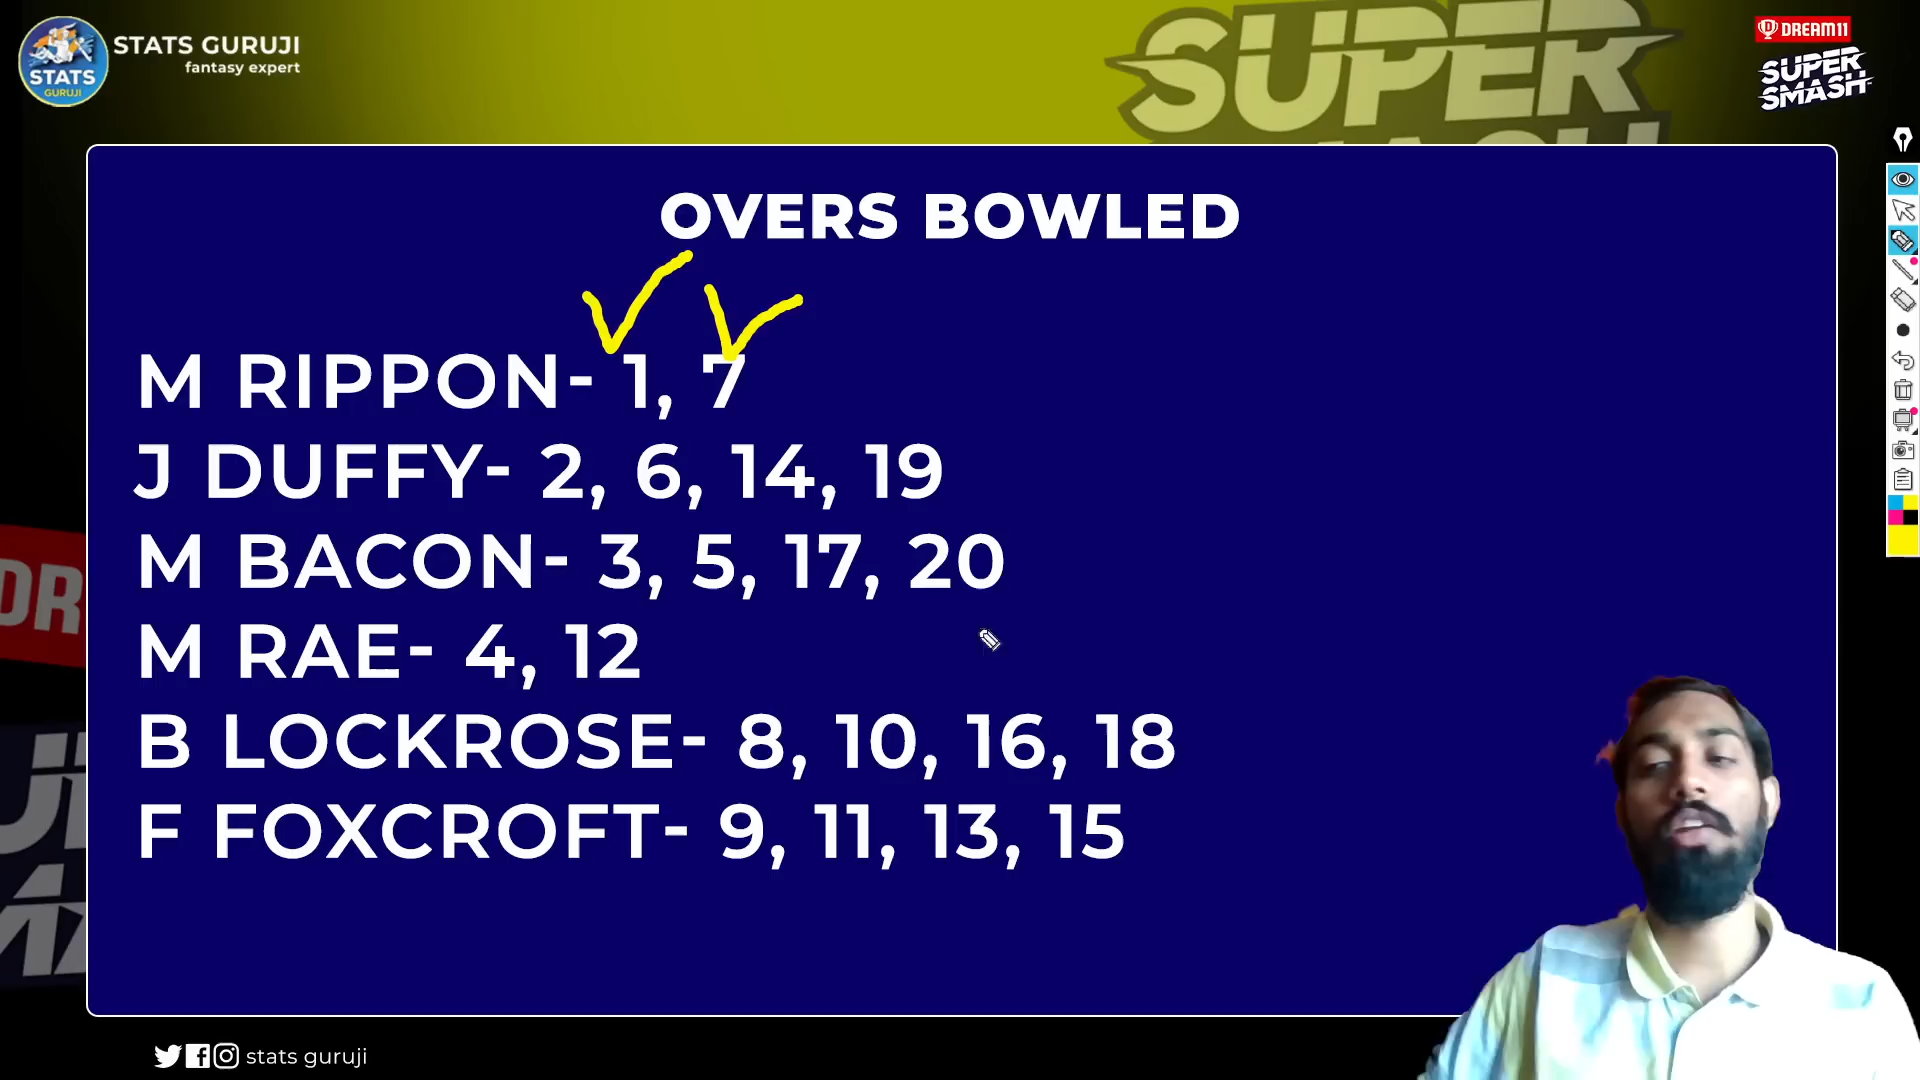 STATS GURUJI
fantasy expert
STATS
GURUJI
SUPER
DREAM11
SUPER
SMASH
OVERS BOWLED
M RIPPON- 1, 7
J DUFFY- 2, 6, 14, 19
M BACON- 3, 5, 17, 20
M RAE- 4, 12
B LOCKROSE- 8, 10, 16, 18
F FOXCROFT- 9, 11, 13, 15
stats guruji